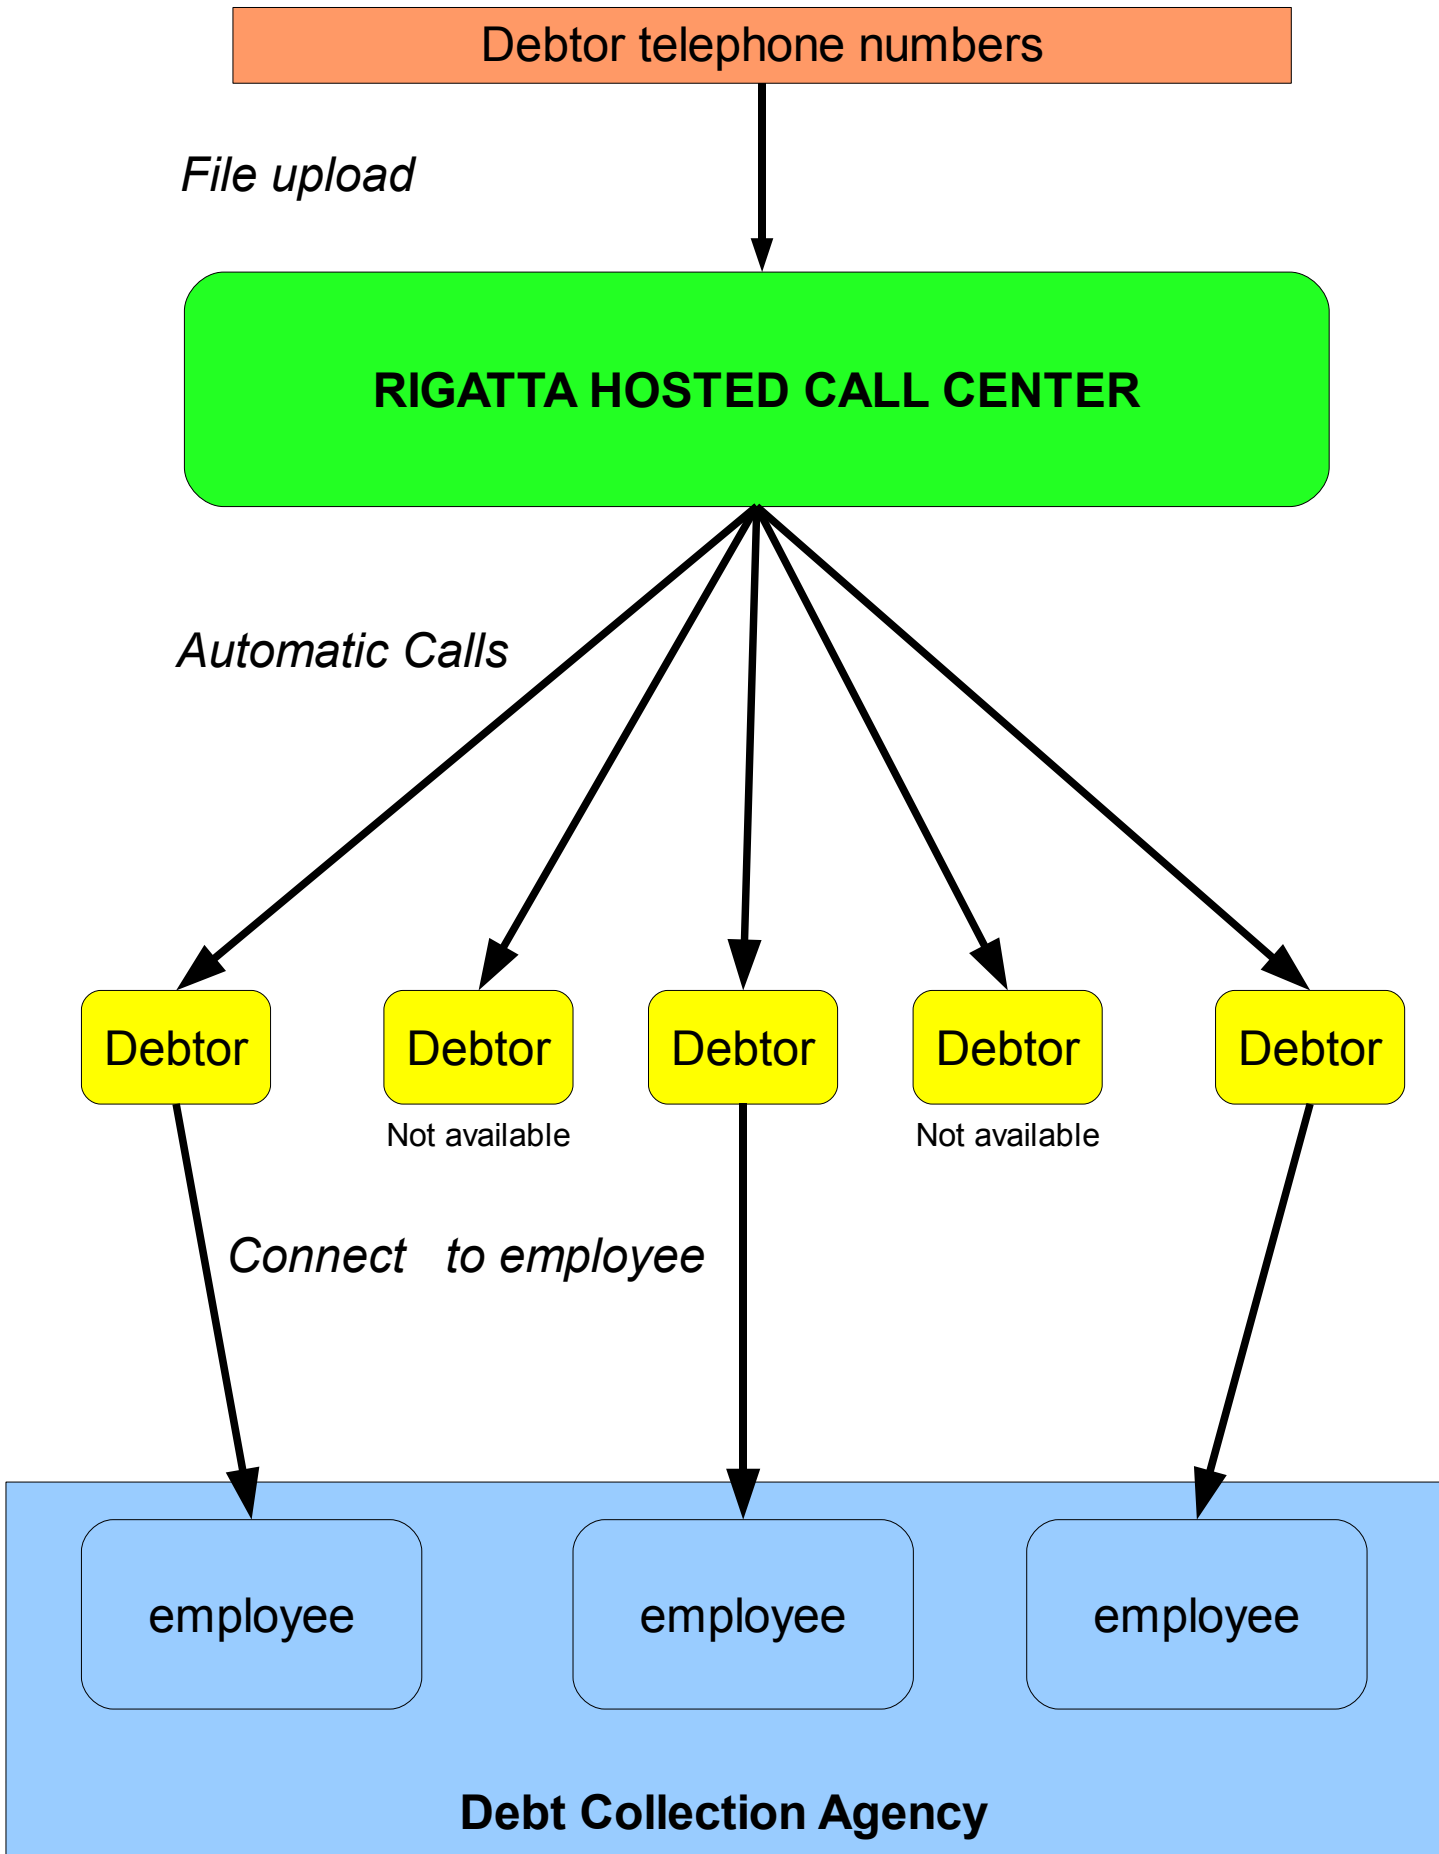 Debtor telephone numbers
File upload
RIGATTA HOSTED CALL CENTER
Automatic Calls
Debtor
Debtor
Debtor
Debtor
Debtor
Not available
Not available
Connect to employee
employee
employee
employee
Debt Collection Agency